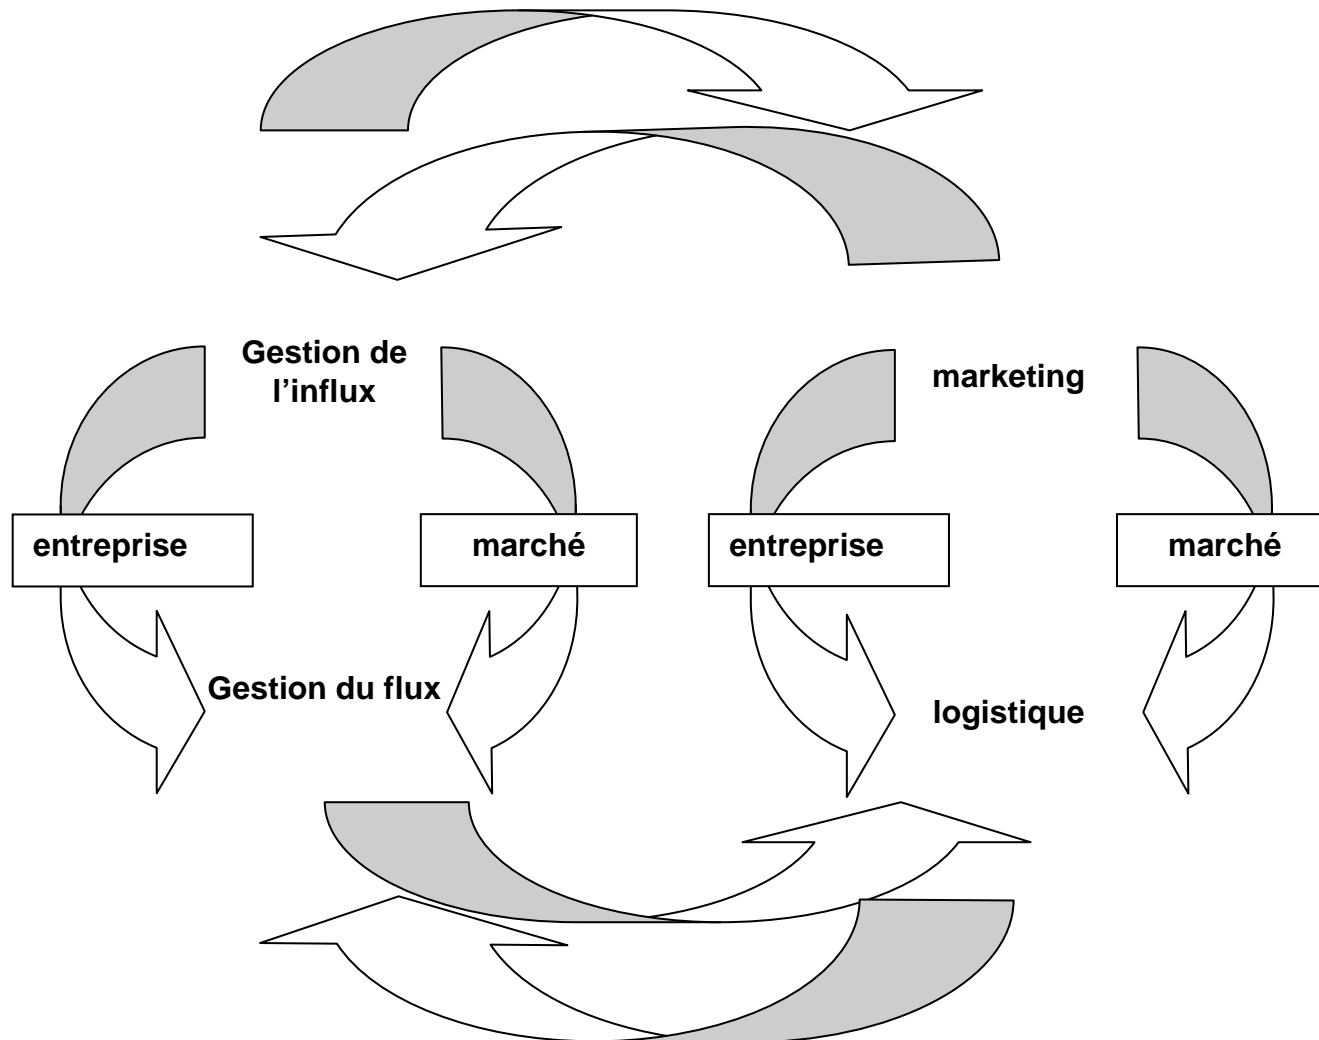 Gestion de
l’influx
marketing
entreprise
marché
entreprise
marché
Gestion du flux
logistique